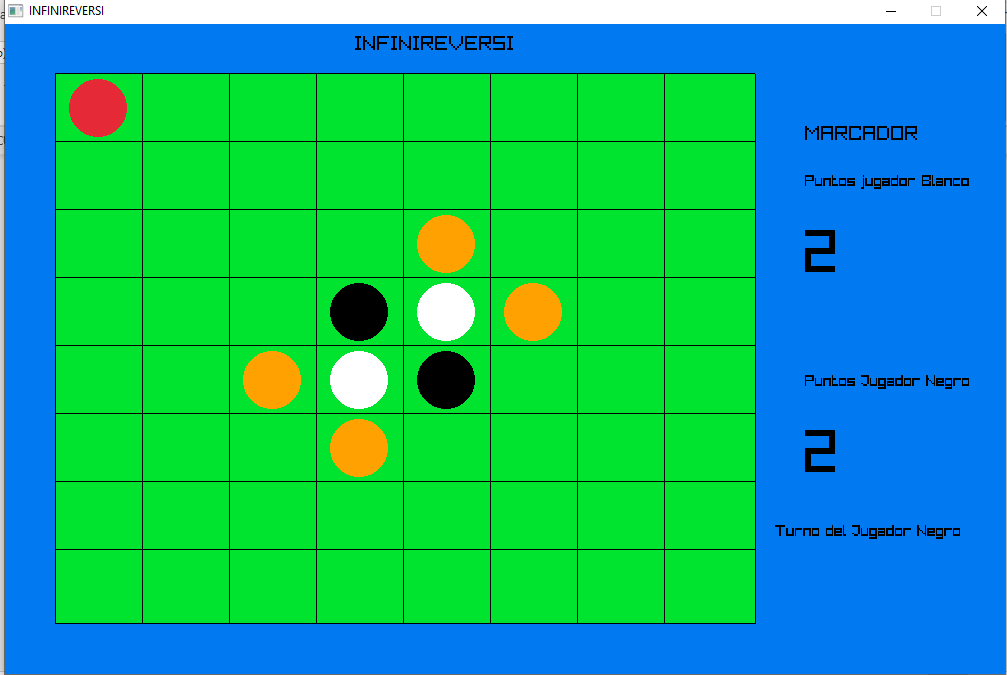 INFINIREVERSI
INFINIREVERSI
MARCADOR
Puntos jugador Blanco
2
Puntos Jugador Negro
2
Turno del Jugador Negro